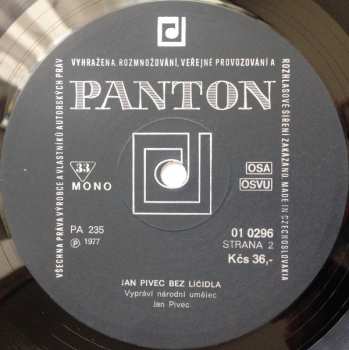 VŠECHNA PRÁVA VÝROBCE A VLASTNÍKŮ AUTORSKÝCH PRÁV VYHRAŽENA. ROZMNOŽOVÁNÍ, VEŘEJNÉ PROVOZOVÁNÍ A ROZHLASOVÉ ŠÍŘENÍ ZAKÁZÁNO. MADE IN CZECHOSLOVAKIA
PANTON
33
MONO
OSA
OSVU
PA 235
℗ 1977
01 0296
STRANA 2
Kčs 36,-
JAN PIVEC BEZ LÍČIDLA
Vypráví národní umělec
Jan Pivec